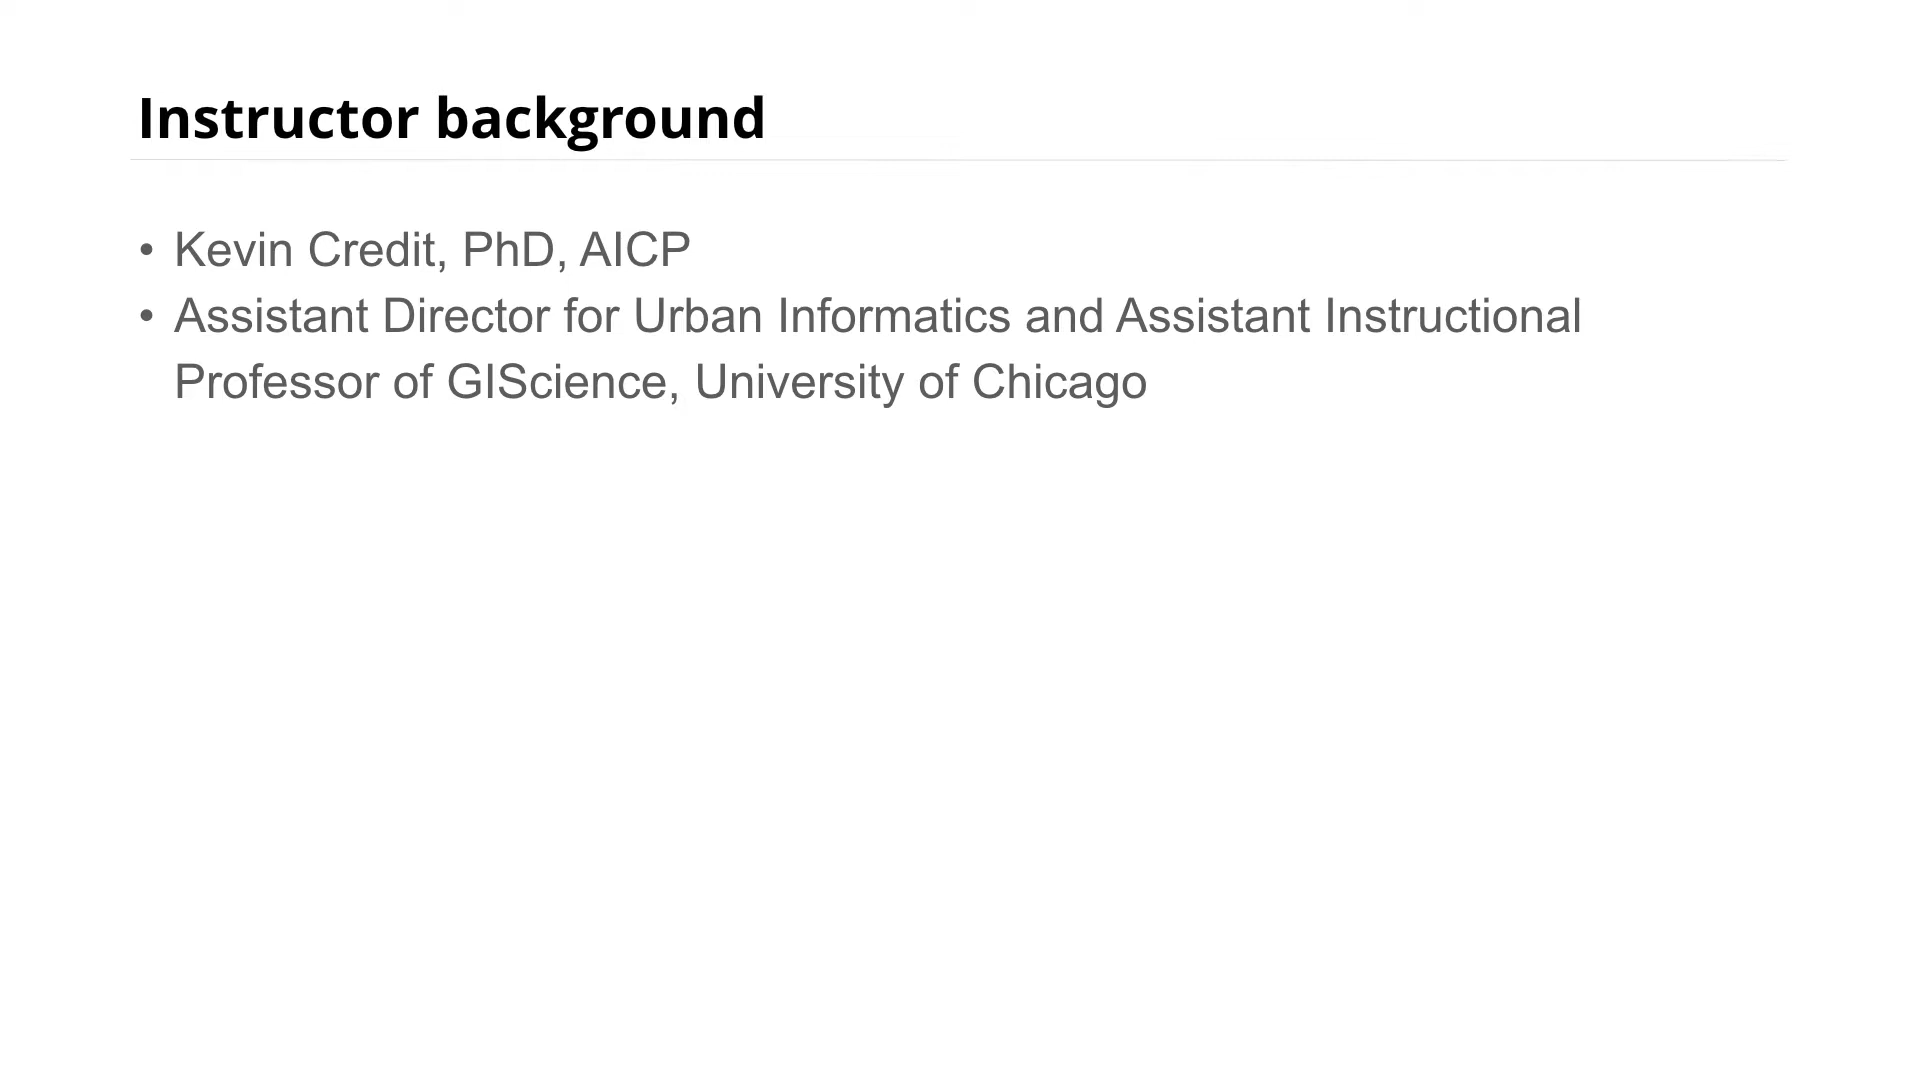 Instructor background
• Kevin Credit, PhD, AICP
• Assistant Director for Urban Informatics and Assistant Instructional
Professor of GIScience, University of Chicago